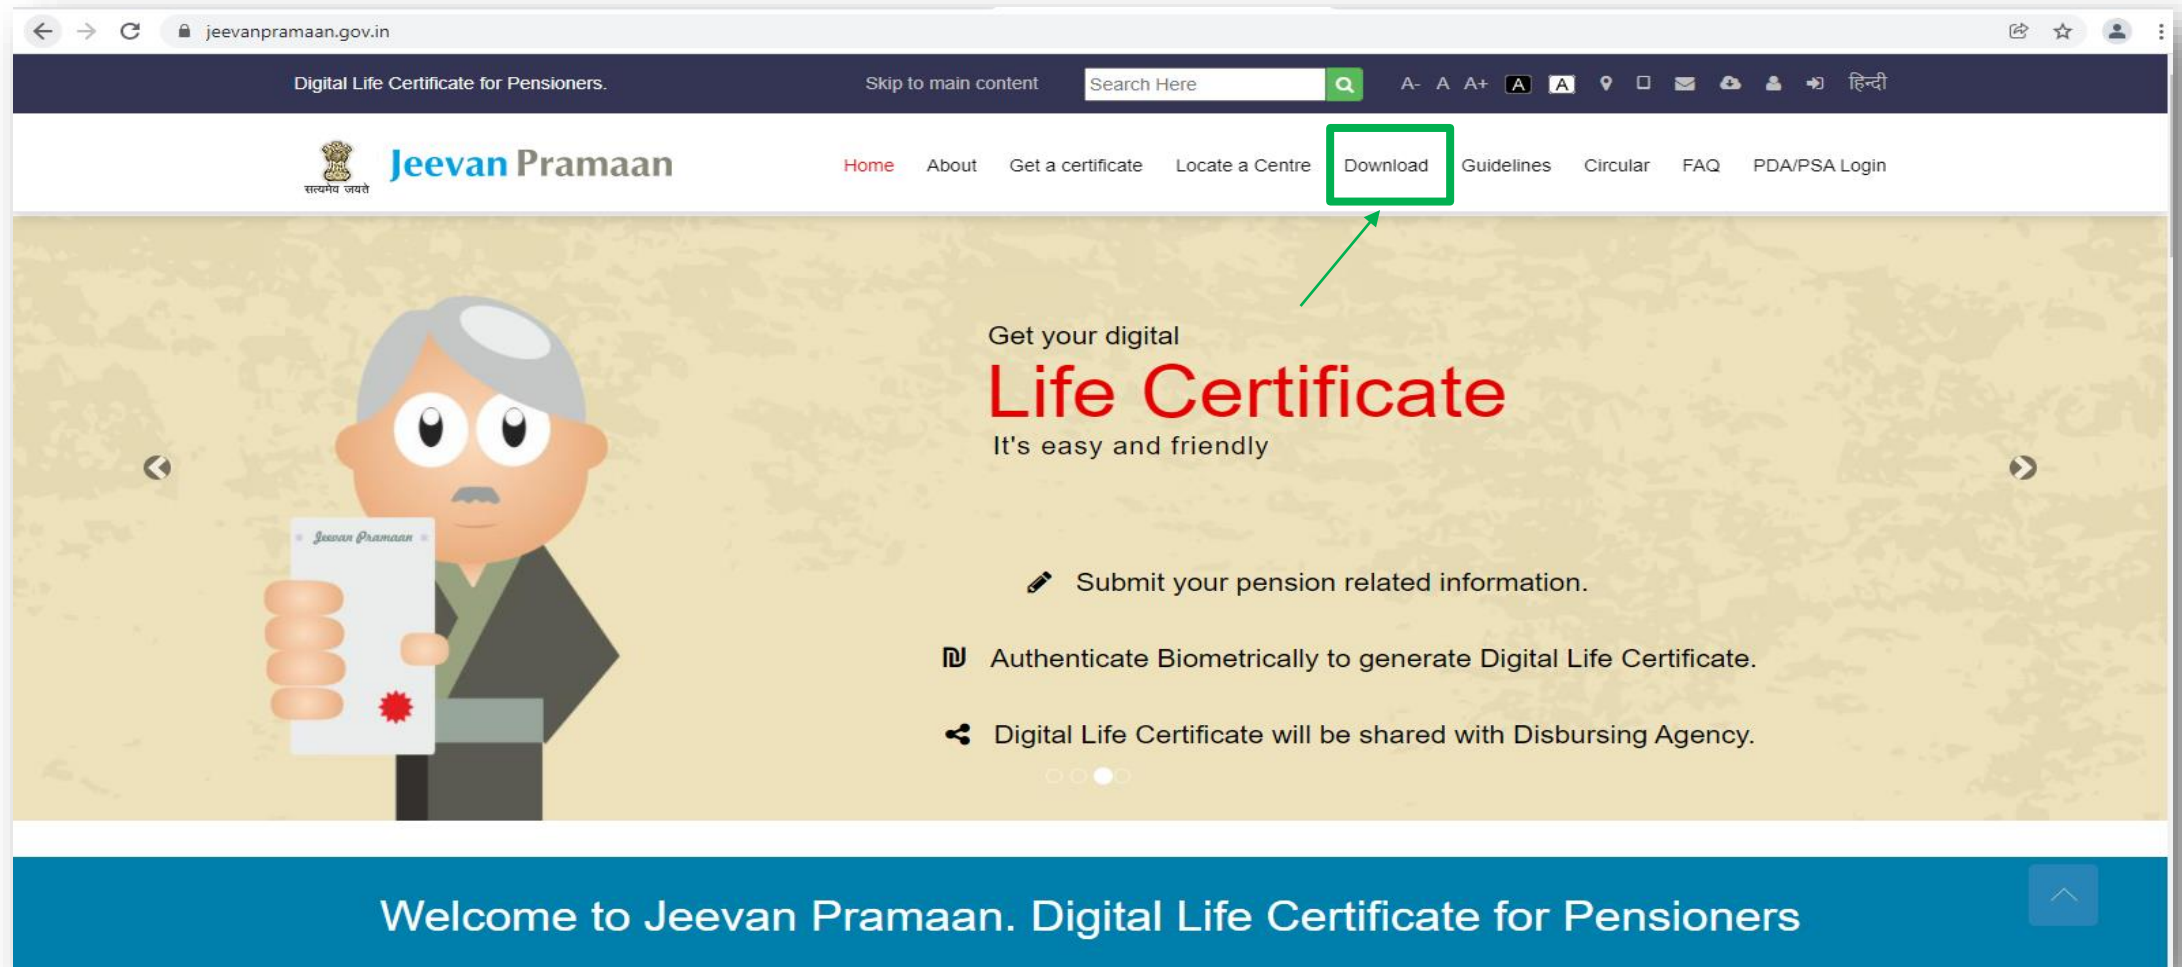 jeevanpramaan.gov.in
Digital Life Certificate for Pensioners. Skip to main content Search Here A- A A+ A A हिन्दी
सत्यमेव जयते Jeevan Pramaan Home About Get a certificate Locate a Centre Download Guidelines Circular FAQ PDA/PSA Login
Get your digital
Life Certificate
It's easy and friendly
Jeevan Pramaan
Submit your pension related information.
Authenticate Biometrically to generate Digital Life Certificate.
Digital Life Certificate will be shared with Disbursing Agency.
Welcome to Jeevan Pramaan. Digital Life Certificate for Pensioners